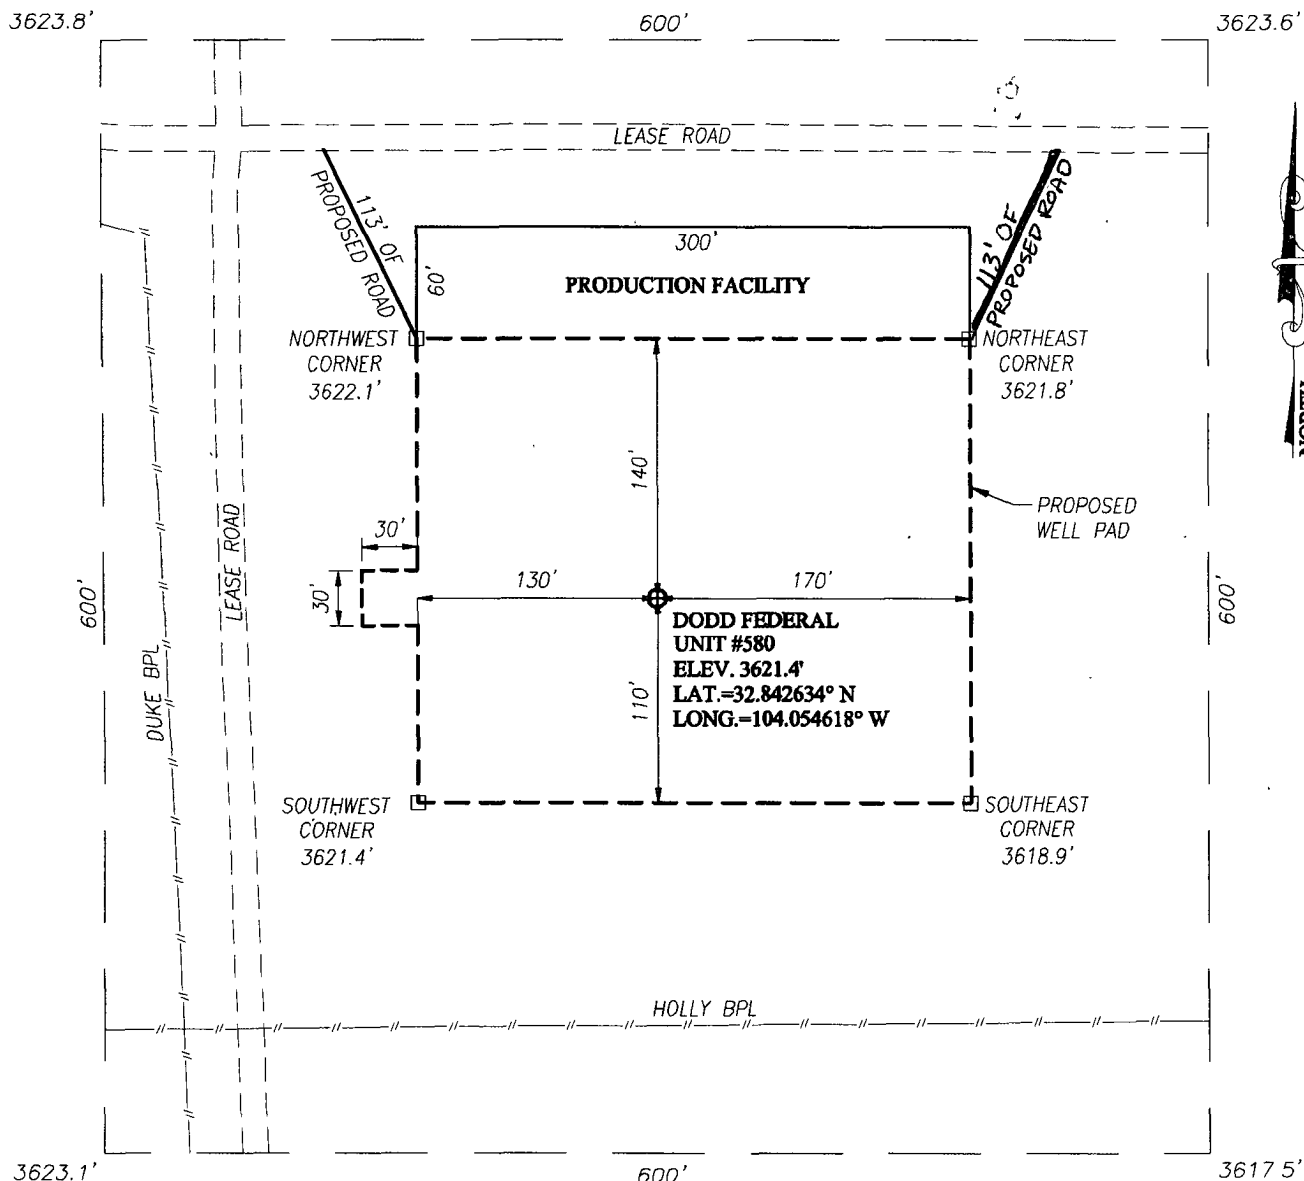 3623.8'
600'
3623.6'
LEASE ROAD
113' OF
PROPOSED ROAD
113' OF
PROPOSED ROAD
300'
60'
PRODUCTION FACILITY
NORTHWEST
CORNER
3622.1'
NORTHEAST
CORNER
3621.8'
NORTH
140'
PROPOSED
WELL PAD
LEASE ROAD
30'
30'
130'
170'
600'
600'
DUKE BPL
DODD FEDERAL
UNIT #580
ELEV. 3621.4'
LAT.=32.842634° N
LONG.=104.054618° W
110'
SOUTHWEST
CORNER
3621.4'
SOUTHEAST
CORNER
3618.9'
HOLLY BPL
3623.1'
600'
3617 5'